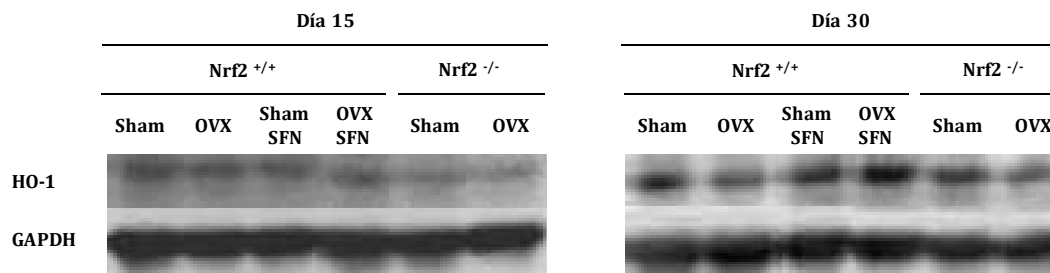 Día 15 Día 30
Nrf2 +/+ Nrf2 -/- Nrf2 +/+ Nrf2 -/-
Sham OVX Sham SFN OVX SFN Sham OVX Sham OVX Sham SFN OVX SFN Sham OVX
HO-1
GAPDH